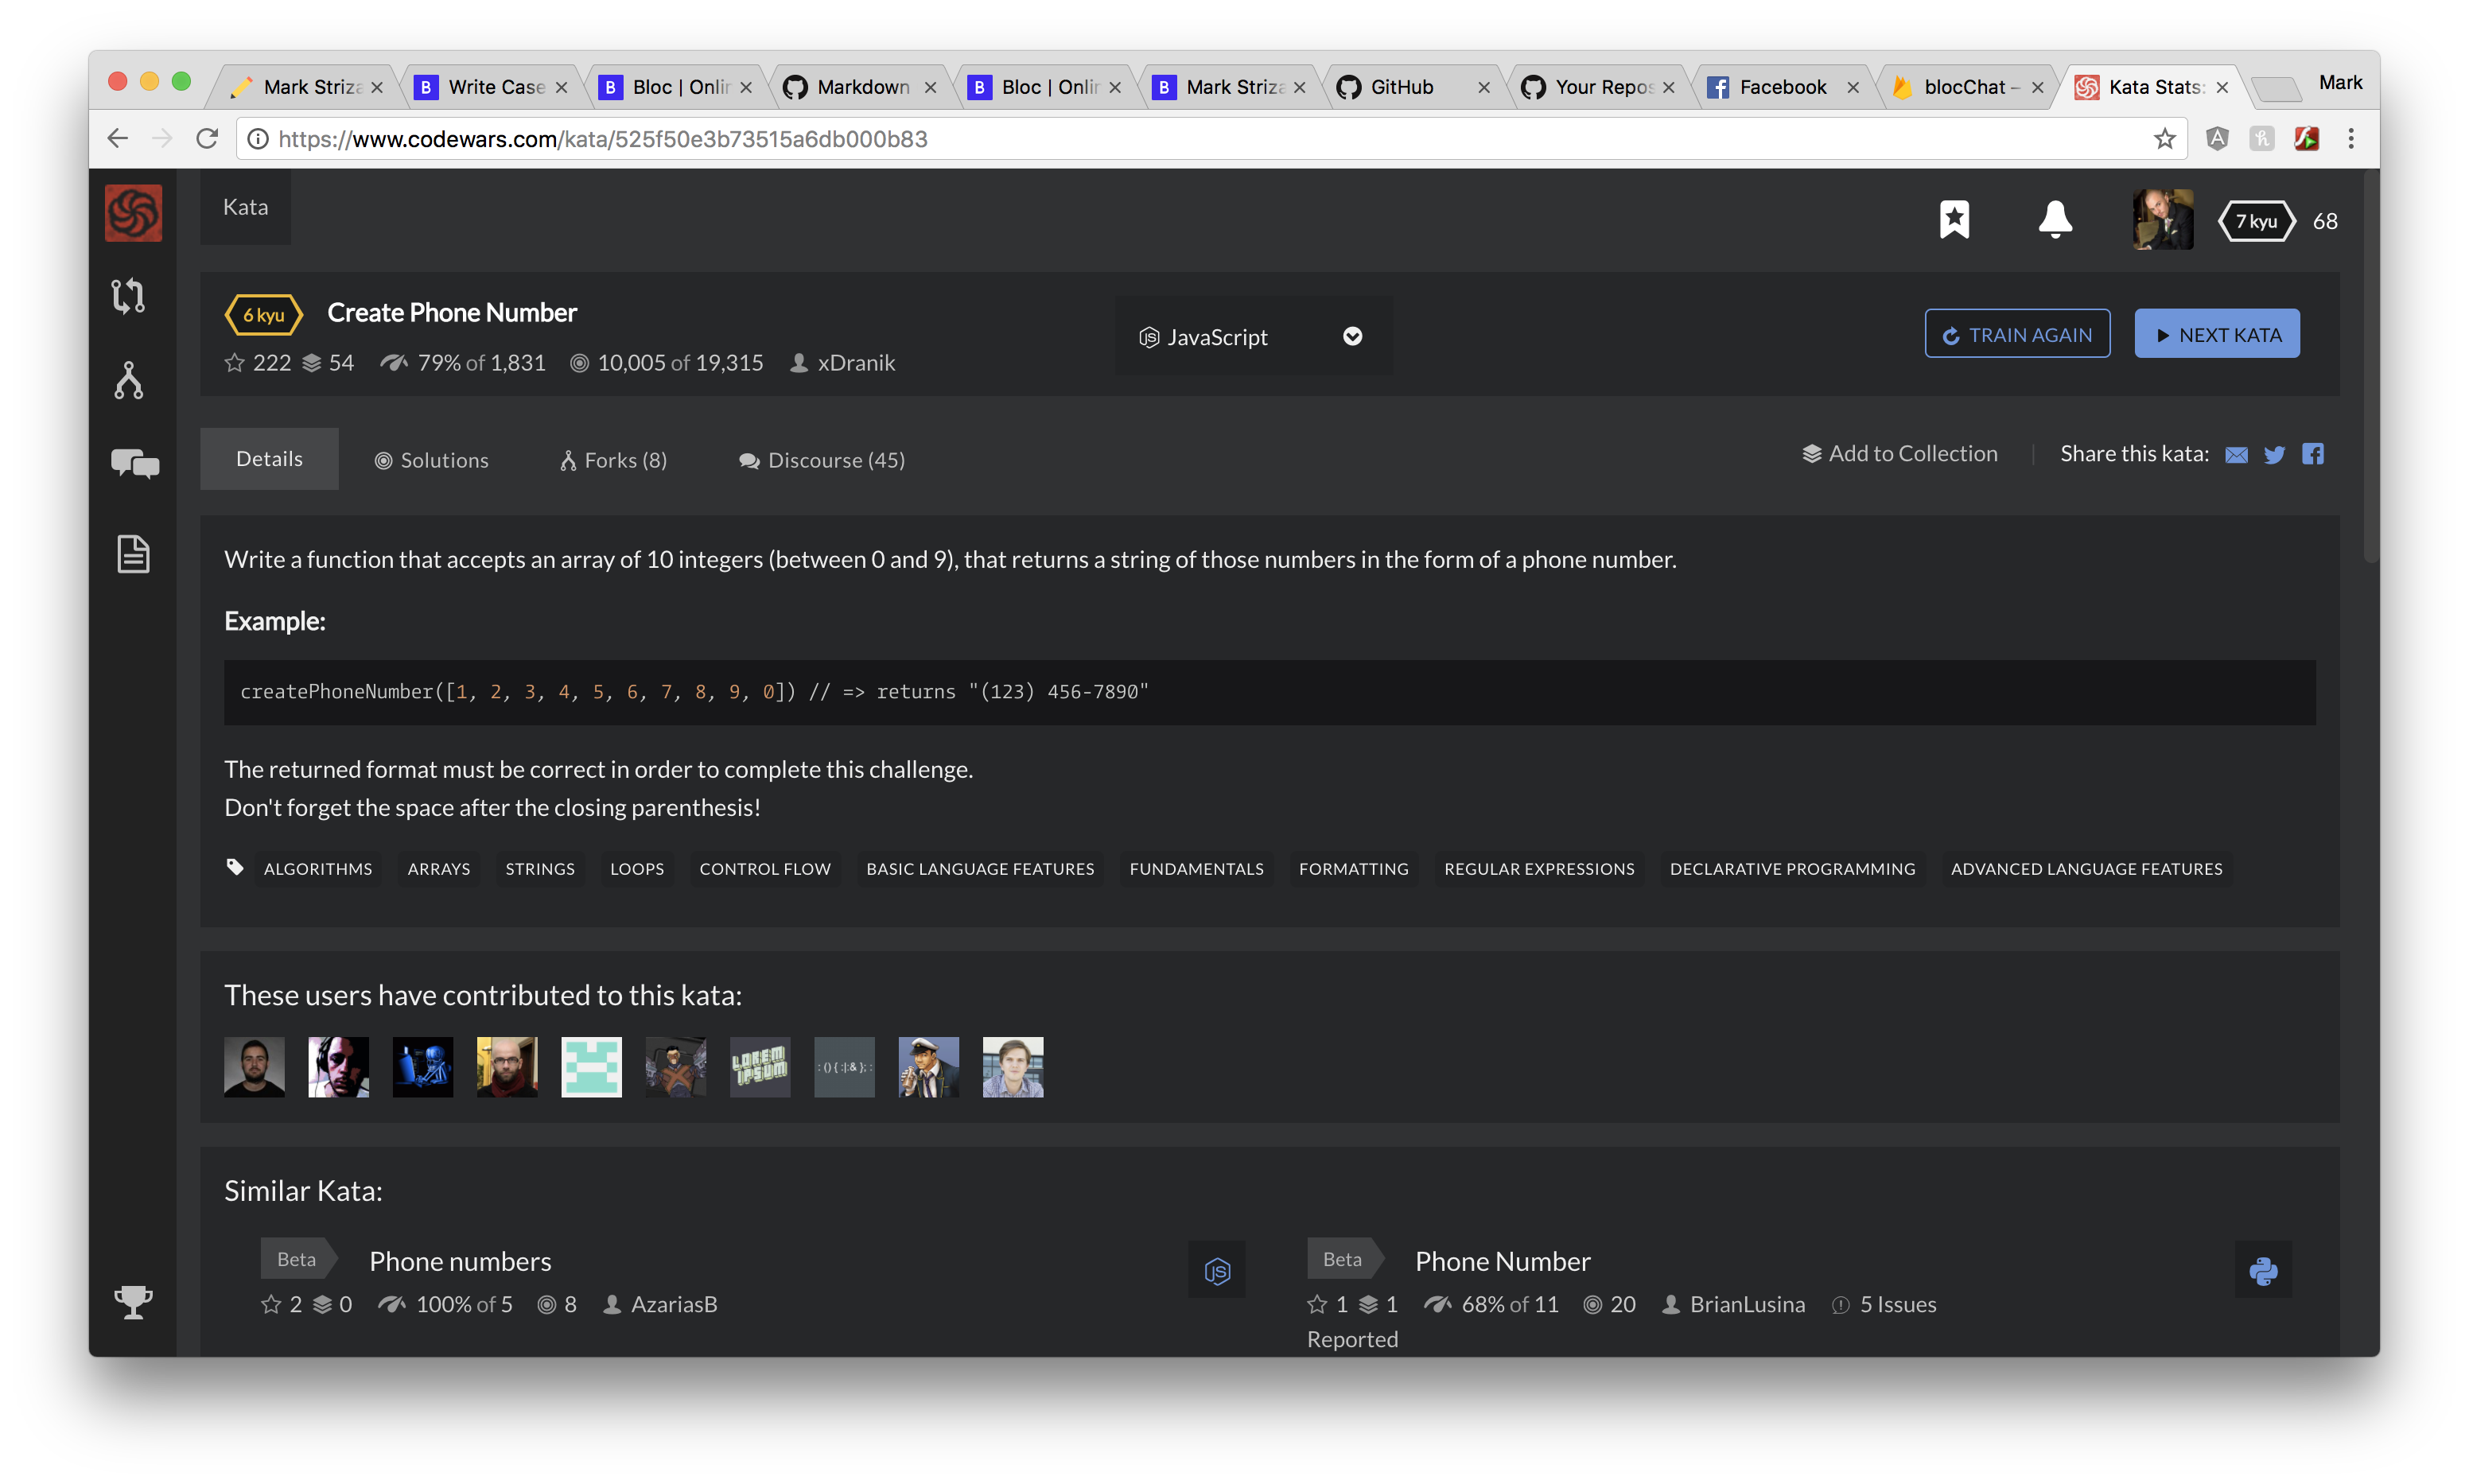 Mark Striza
Write Case
Bloc | Onlin
Markdown
Bloc | Onlin
Mark Striza
GitHub
Your Repos
Facebook
blocChat –
Kata Stats:
Mark
https://www.codewars.com/kata/525f50e3b73515a6db000b83
Kata
7 kyu 68
6 kyu Create Phone Number
222 54 79% of 1,831 10,005 of 19,315 xDranik
JavaScript
TRAIN AGAIN
NEXT KATA
Details Solutions Forks (8) Discourse (45)
Add to Collection Share this kata:
Write a function that accepts an array of 10 integers (between 0 and 9), that returns a string of those numbers in the form of a phone number.
Example:
createPhoneNumber([1, 2, 3, 4, 5, 6, 7, 8, 9, 0]) // => returns "(123) 456-7890"
The returned format must be correct in order to complete this challenge.
Don't forget the space after the closing parenthesis!
ALGORITHMS ARRAYS STRINGS LOOPS CONTROL FLOW BASIC LANGUAGE FEATURES FUNDAMENTALS FORMATTING REGULAR EXPRESSIONS DECLARATIVE PROGRAMMING ADVANCED LANGUAGE FEATURES
These users have contributed to this kata:
LOREM
IPSUM
:(){ :|:& };:
Similar Kata:
Beta Phone numbers
2 0 100% of 5 8 AzariasB
JS
Beta Phone Number
1 1 68% of 11 20 BrianLusina 5 Issues
Reported